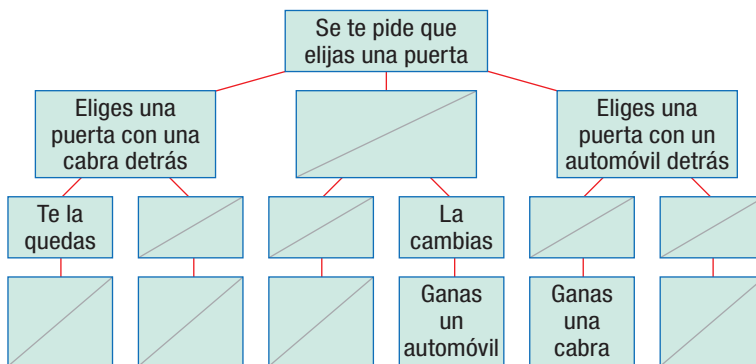 Se te pide que
elijas una puerta
Eliges una
puerta con una
cabra detrás
Eliges una
puerta con un
automóvil detrás
Te la
quedas
La
cambias
Ganas
un
automóvil
Ganas
una
cabra